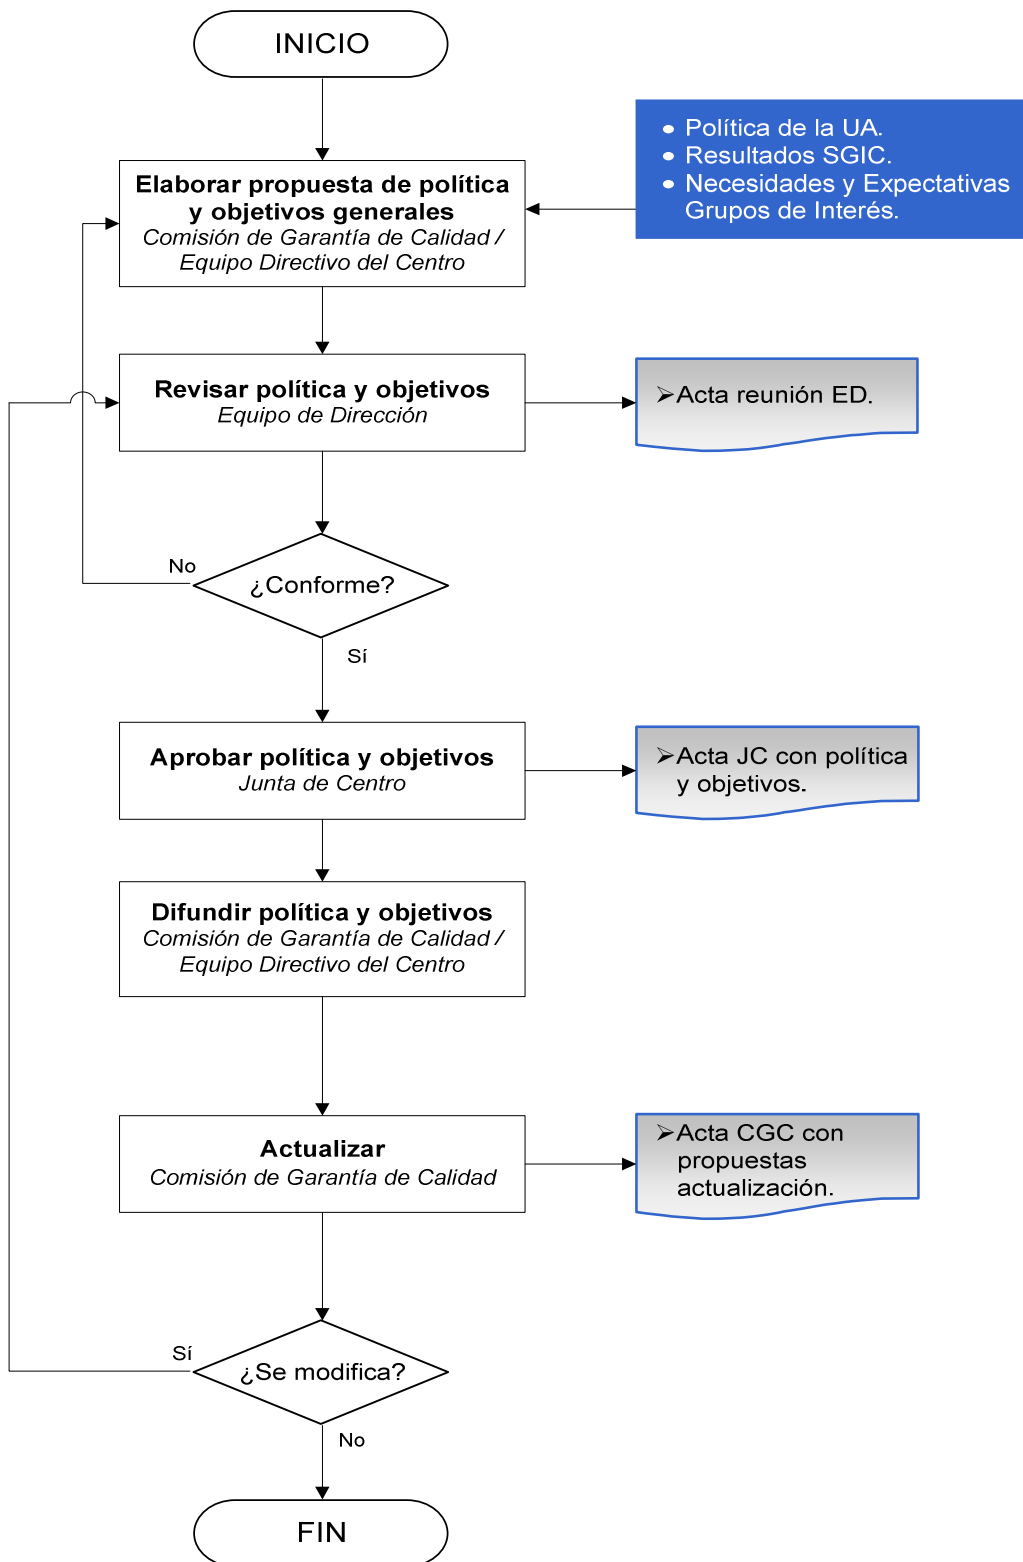 INICIO
• Política de la UA.
• Resultados SGIC.
• Necesidades y Expectativas
Grupos de Interés.
Elaborar propuesta de política
y objetivos generales
Comisión de Garantía de Calidad /
Equipo Directivo del Centro
Revisar política y objetivos
Equipo de Dirección
➢Acta reunión ED.
No
¿Conforme?
Sí
Aprobar política y objetivos
Junta de Centro
➢Acta JC con política
y objetivos.
Difundir política y objetivos
Comisión de Garantía de Calidad /
Equipo Directivo del Centro
Actualizar
Comisión de Garantía de Calidad
➢Acta CGC con
propuestas
actualización.
Sí
¿Se modifica?
No
FIN